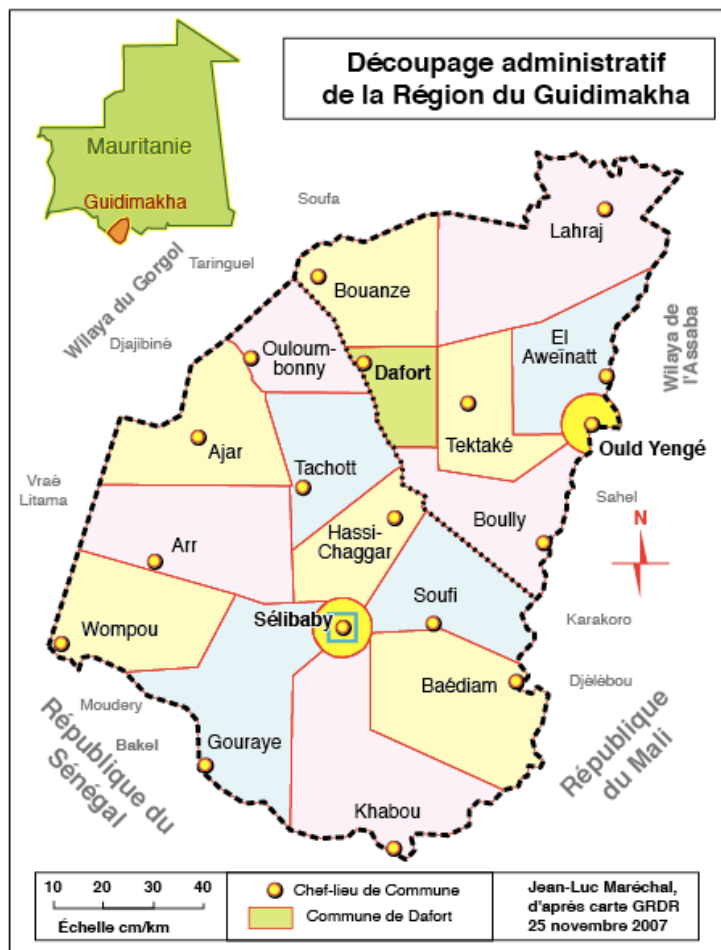 Découpage administratif
de la Région du Guidimakha
Mauritanie
Guidimakha
Soufa
Lahraj
Taringuel
Wilaya du Gorgol
Bouanze
Djajibinè
Ouloum-
bonny
Dafort
El
Aweïnatt
Wilaya de
l'Assaba
Ajar
Tachott
Tektaké
Ould Yengé
Vraè
Litama
Sahel
N
Arr
Hassi-
Chaggar
Boully
Soufi
Karakoro
Wompou
Sélibaby
Baédiam
Djèlèbou
Moudery
République du
Sénégal
Bakel
Gouraye
République
du Mali
Khabou
10 20 30 40
Échelle cm/km
Chef-lieu de Commune
Commune de Dafort
Jean-Luc Maréchal,
d'après carte GRDR
25 novembre 2007